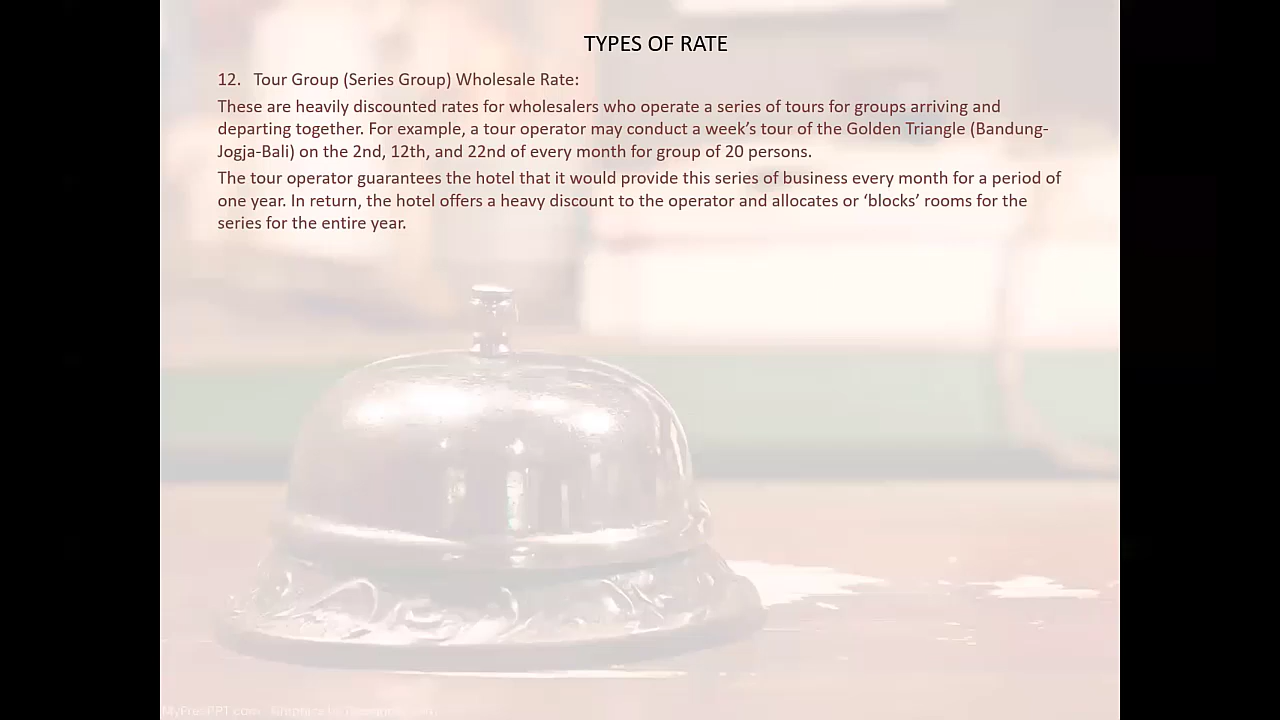 TYPES OF RATE
12. Tour Group (Series Group) Wholesale Rate:
These are heavily discounted rates for wholesalers who operate a series of tours for groups arriving and
departing together. For example, a tour operator may conduct a week’s tour of the Golden Triangle (Bandung-
Jogja-Bali) on the 2nd, 12th, and 22nd of every month for group of 20 persons.
The tour operator guarantees the hotel that it would provide this series of business every month for a period of
one year. In return, the hotel offers a heavy discount to the operator and allocates or ‘blocks’ rooms for the
series for the entire year.